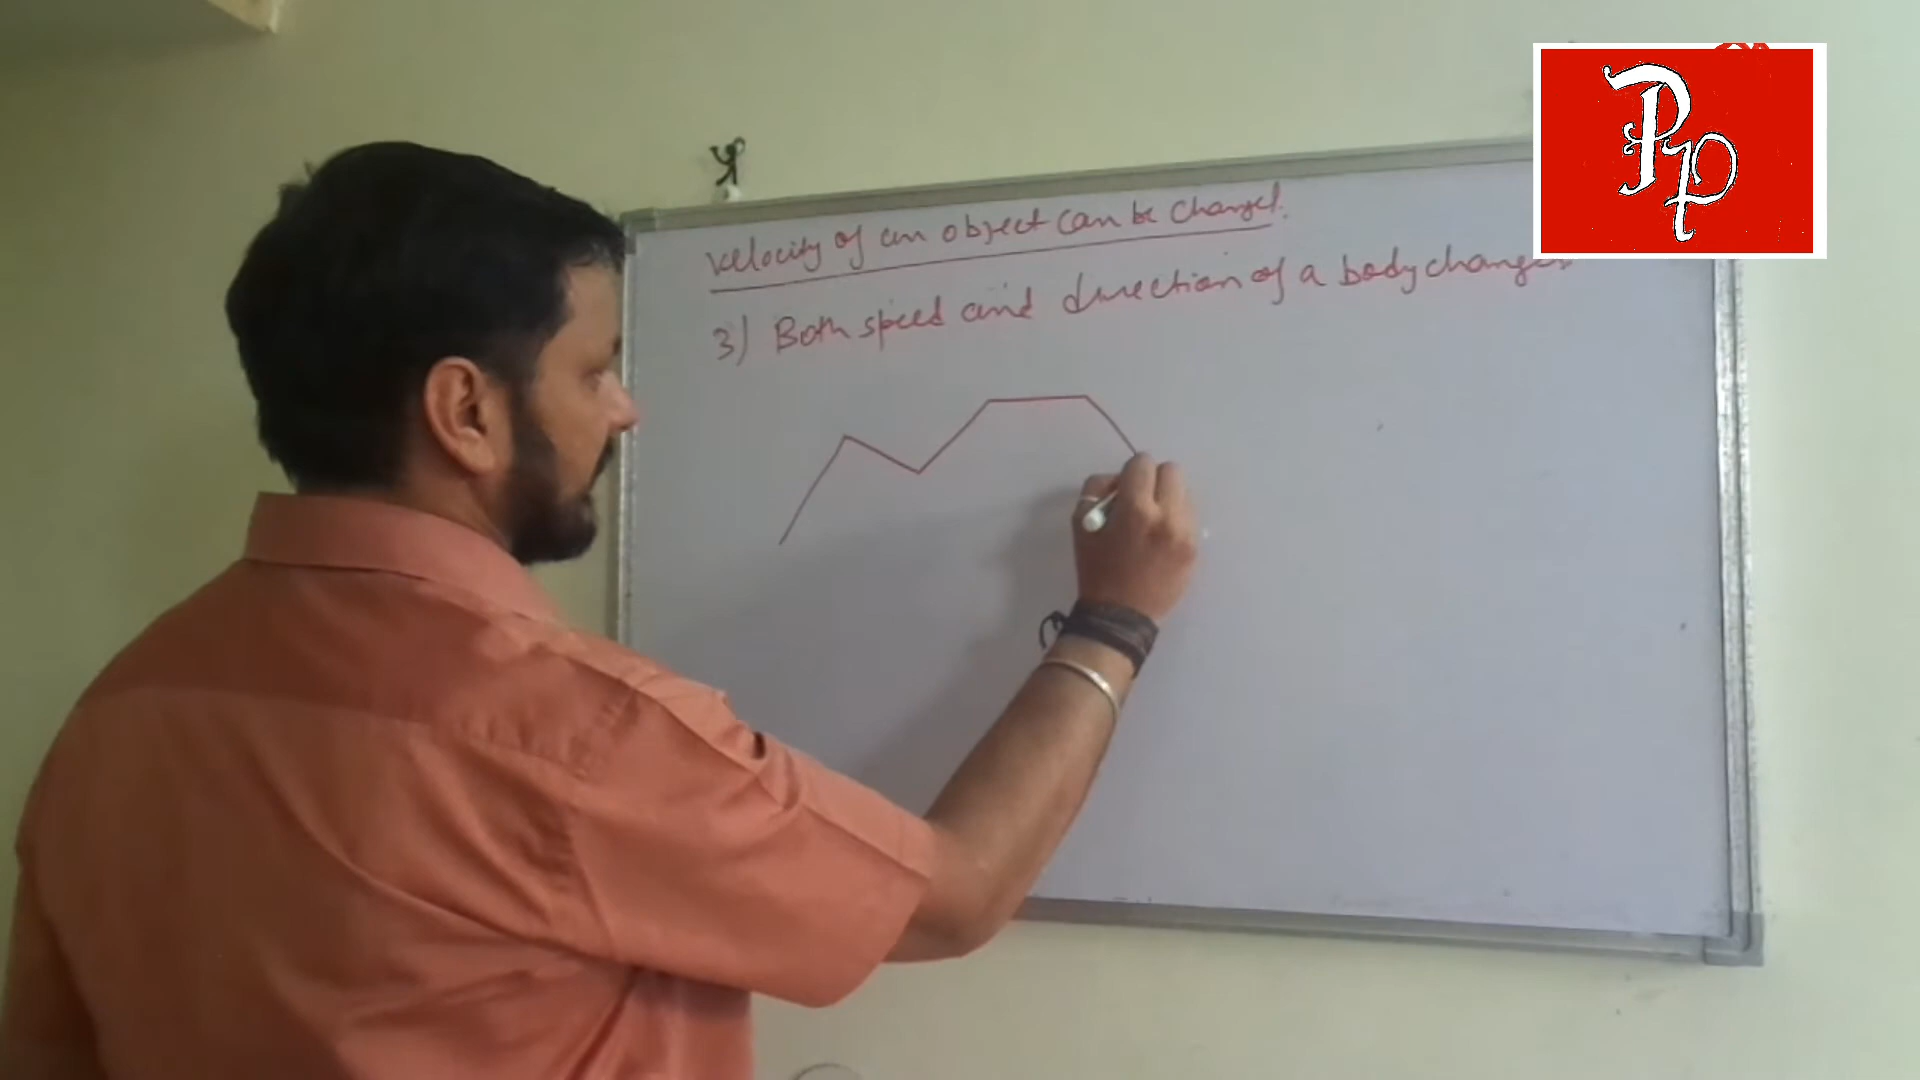 velocity of an object can be changed.
3) Both speed and direction of a body changes
Pp